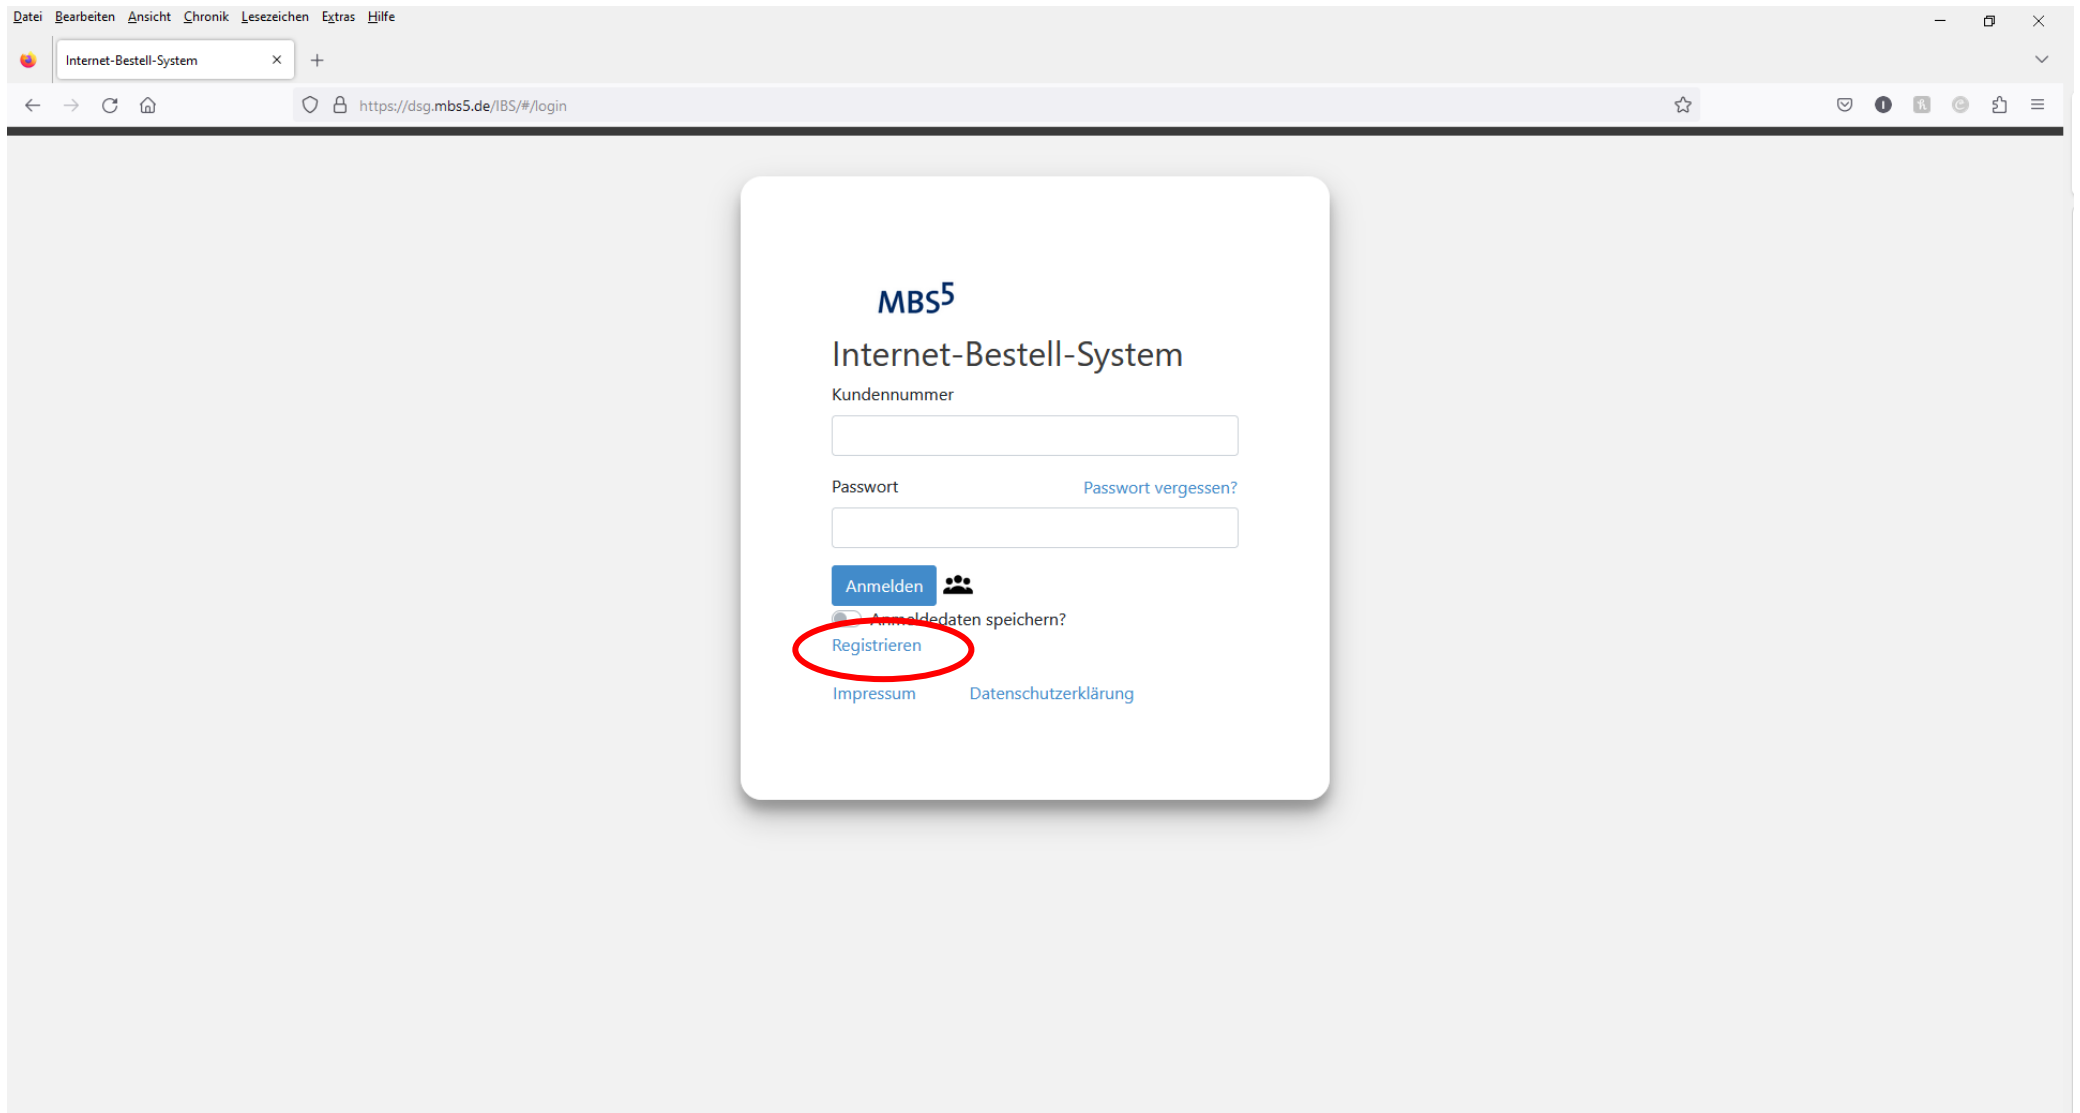 Datei Bearbeiten Ansicht Chronik Lesezeichen Extras Hilfe
Internet-Bestell-System
https://dsg.mbs5.de/IBS/#/login
MBS5
Internet-Bestell-System
Kundennummer
Passwort Passwort vergessen?
Anmelden
Anmeldedaten speichern?
Registrieren
Impressum Datenschutzerklärung